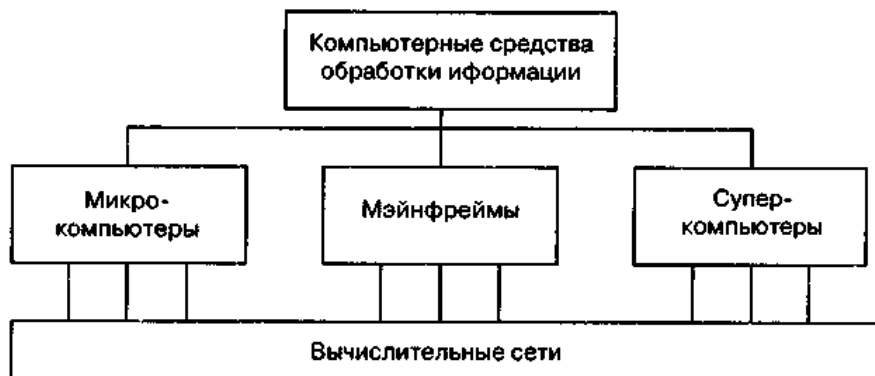 Компьютерные средства
обработки иформации
Микро-
компьютеры
Мэйнфреймы
Супер-
компьютеры
Вычислительные сети